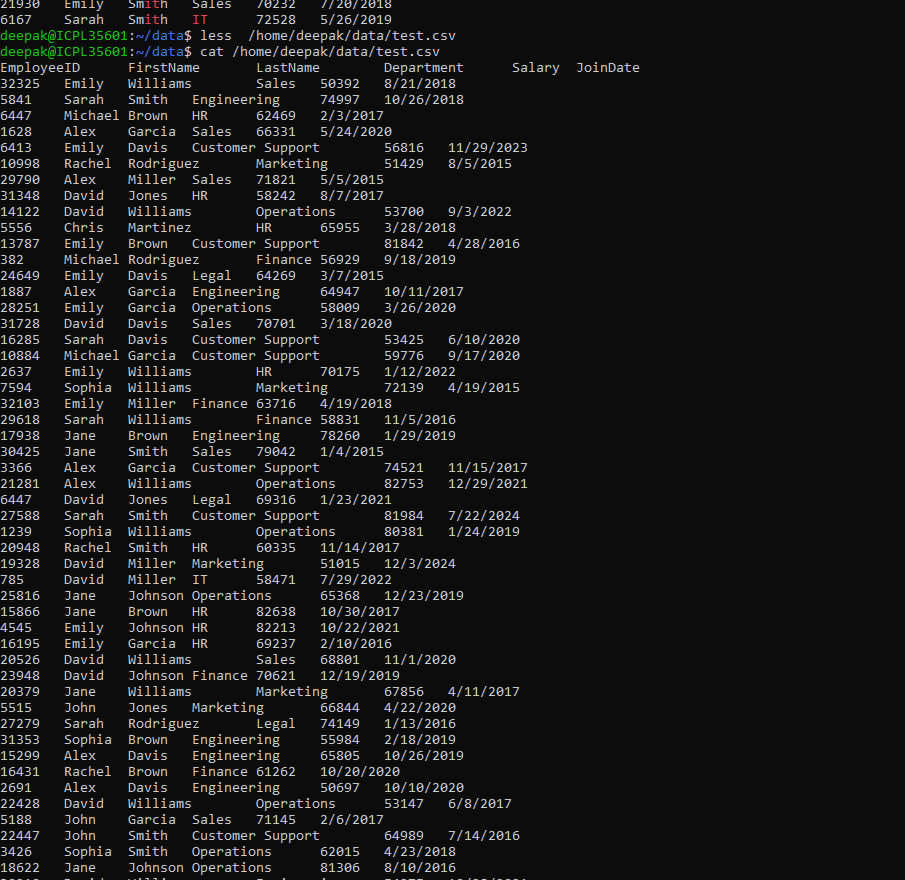 21930 Emily Smith Sales 70232 7/20/2018
6167 Sarah Smith IT 72528 5/26/2019
deepak@ICPL35601:~/data$ less /home/deepak/data/test.csv
deepak@ICPL35601:~/data$ cat /home/deepak/data/test.csv
EmployeeID FirstName LastName Department Salary JoinDate
32325 Emily Williams Sales 50392 8/21/2018
5841 Sarah Smith Engineering 74997 10/26/2018
6447 Michael Brown HR 62469 2/3/2017
1628 Alex Garcia Sales 66331 5/24/2020
6413 Emily Davis Customer Support 56816 11/29/2023
10998 Rachel Rodriguez Marketing 51429 8/5/2015
29790 Alex Miller Sales 71821 5/5/2015
31348 David Jones HR 58242 8/7/2017
14122 David Williams Operations 53700 9/3/2022
5556 Chris Martinez HR 65955 3/28/2018
13787 Emily Brown Customer Support 81842 4/28/2016
382 Michael Rodriguez Finance 56929 9/18/2019
24649 Emily Davis Legal 64269 3/7/2015
1887 Alex Garcia Engineering 64947 10/11/2017
28251 Emily Garcia Operations 58009 3/26/2020
31728 David Davis Sales 70701 3/18/2020
16285 Sarah Davis Customer Support 53425 6/10/2020
10884 Michael Garcia Customer Support 59776 9/17/2020
2637 Emily Williams HR 70175 1/12/2022
7594 Sophia Williams Marketing 72139 4/19/2015
32103 Emily Miller Finance 63716 4/19/2018
29618 Sarah Williams Finance 58831 11/5/2016
17938 Jane Brown Engineering 78260 1/29/2019
30425 Jane Smith Sales 79042 1/4/2015
3366 Alex Garcia Customer Support 74521 11/15/2017
21281 Alex Williams Operations 82753 12/29/2021
6447 David Jones Legal 69316 1/23/2021
27588 Sarah Smith Customer Support 81984 7/22/2024
1239 Sophia Williams Operations 80381 1/24/2019
20948 Rachel Smith HR 60335 11/14/2017
19328 David Miller Marketing 51015 12/3/2024
785 David Miller IT 58471 7/29/2022
25816 Jane Johnson Operations 65368 12/23/2019
15866 Jane Brown HR 82638 10/30/2017
4545 Emily Johnson HR 82213 10/22/2021
16195 Emily Garcia HR 69237 2/10/2016
20526 David Williams Sales 68801 11/1/2020
23948 David Johnson Finance 70621 12/19/2019
20379 Jane Williams Marketing 67856 4/11/2017
5515 John Jones Marketing 66844 4/22/2020
27279 Sarah Rodriguez Legal 74149 1/13/2016
31353 Sophia Brown Engineering 55984 2/18/2019
15299 Alex Davis Engineering 65805 10/26/2019
16431 Rachel Brown Finance 61262 10/20/2020
2691 Alex Davis Engineering 50697 10/10/2020
22428 David Williams Operations 53147 6/8/2017
5188 John Garcia Sales 71145 2/6/2017
22447 John Smith Customer Support 64989 7/14/2016
3426 Sophia Smith Operations 62015 4/23/2018
18622 Jane Johnson Operations 81306 8/10/2016